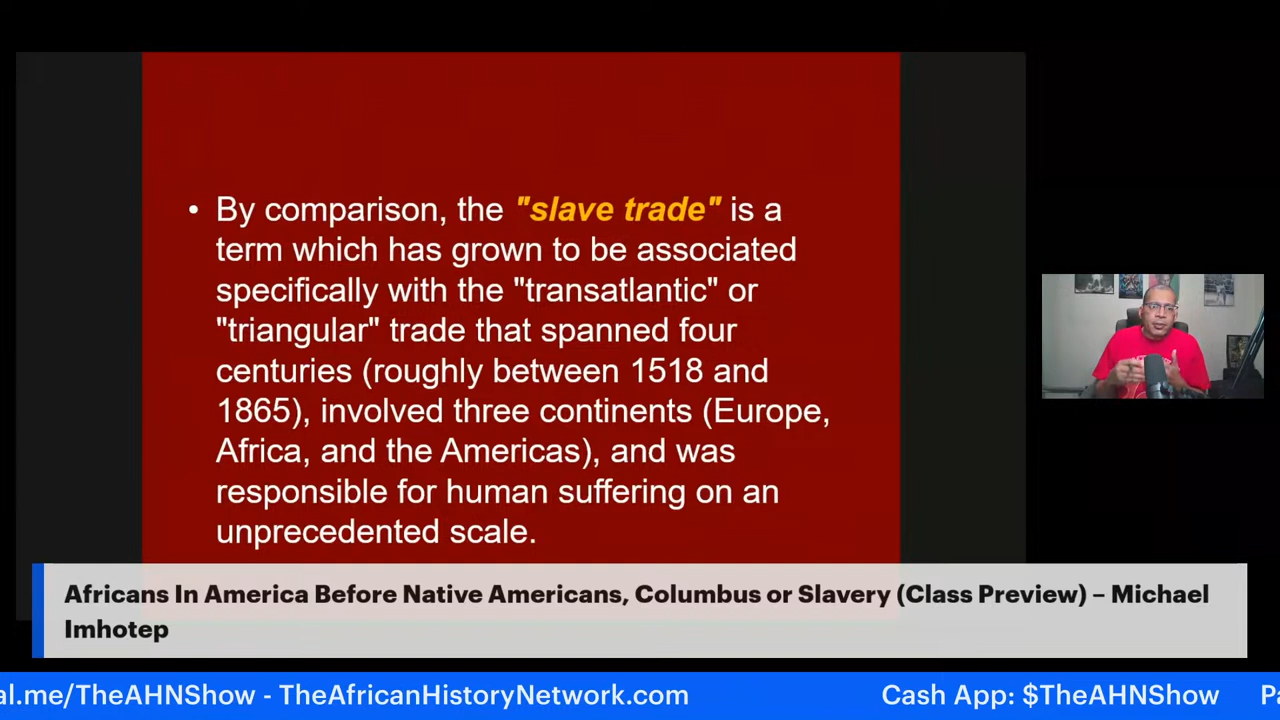 • By comparison, the "slave trade" is a
term which has grown to be associated
specifically with the "transatlantic" or
"triangular" trade that spanned four
centuries (roughly between 1518 and
1865), involved three continents (Europe,
Africa, and the Americas), and was
responsible for human suffering on an
unprecedented scale.
Africans In America Before Native Americans, Columbus or Slavery (Class Preview) – Michael
Imhotep
al.me/TheAHNShow - TheAfricanHistoryNetwork.com Cash App: $TheAHNShow Pa